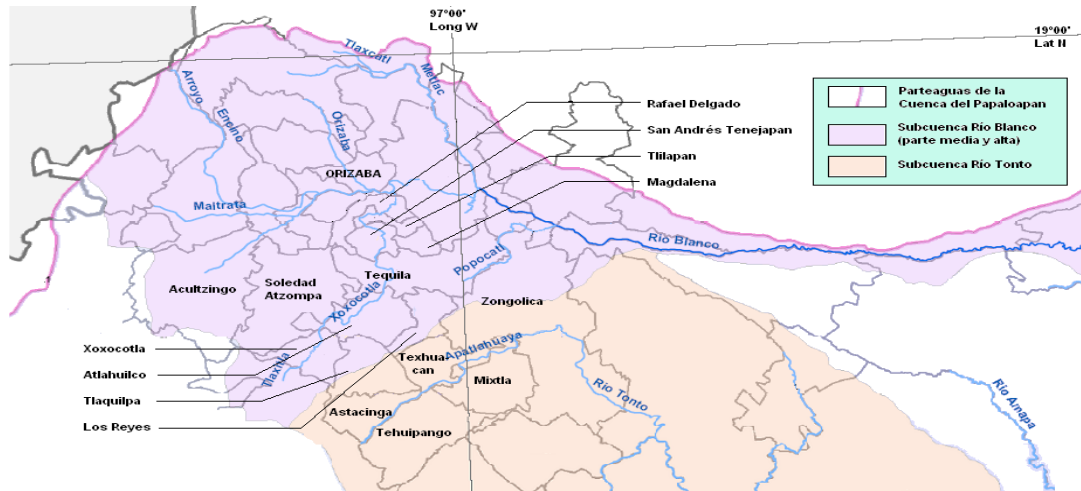 97°00'
Long W
19°00'
Lat N
Tlaxcati
Metlac
Arroyo
Encino
Orizaba
Rafael Delgado
San Andrés Tenejapan
Tlilapan
Magdalena
Parteaguas de la
Cuenca del Papaloapan
Subcuenca Río Blanco
(parte media y alta)
Subcuenca Río Tonto
ORIZABA
Maltrata
Río Blanco
Popocatl
Tequila
Acultzingo
Soledad
Atzompa
Xoxocotla
Zongolica
Xoxocotla
Atlahuilco
Tlaquilpa
Los Reyes
Texhua-
can
Apatlahuaya
Mixtla
Río Tonto
Astacinga
Tehuipango
Río Amapa